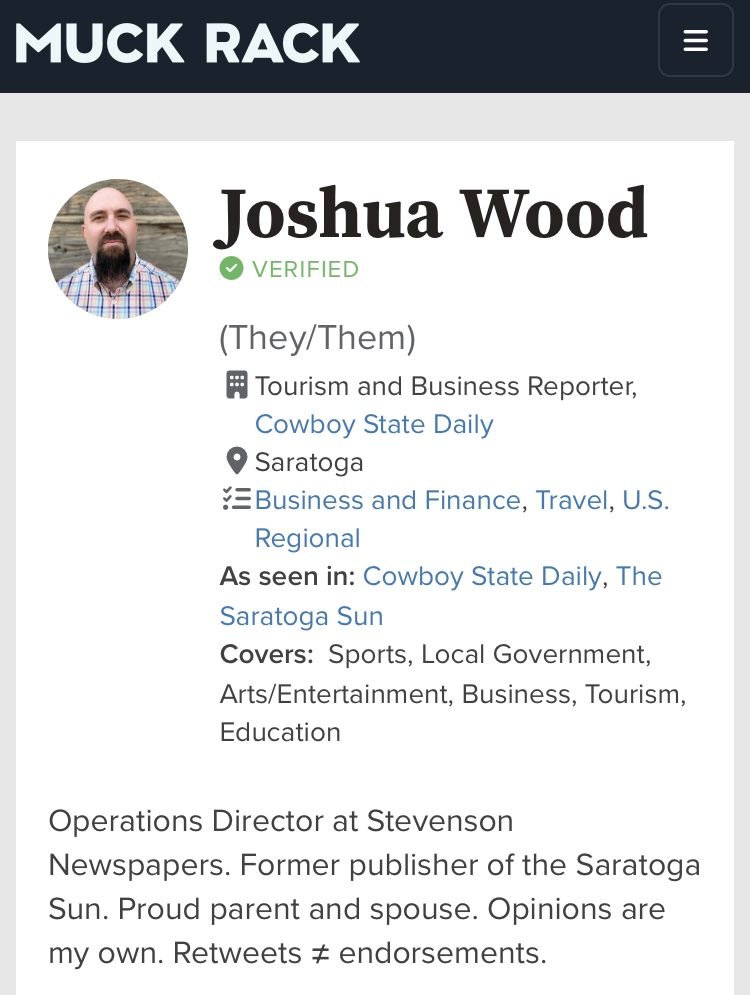 MUCK RACK
Joshua Wood
VERIFIED
(They/Them)
Tourism and Business Reporter,
Cowboy State Daily
Saratoga
Business and Finance, Travel, U.S.
Regional
As seen in: Cowboy State Daily, The
Saratoga Sun
Covers: Sports, Local Government,
Arts/Entertainment, Business, Tourism,
Education
Operations Director at Stevenson
Newspapers. Former publisher of the Saratoga
Sun. Proud parent and spouse. Opinions are
my own. Retweets ≠ endorsements.